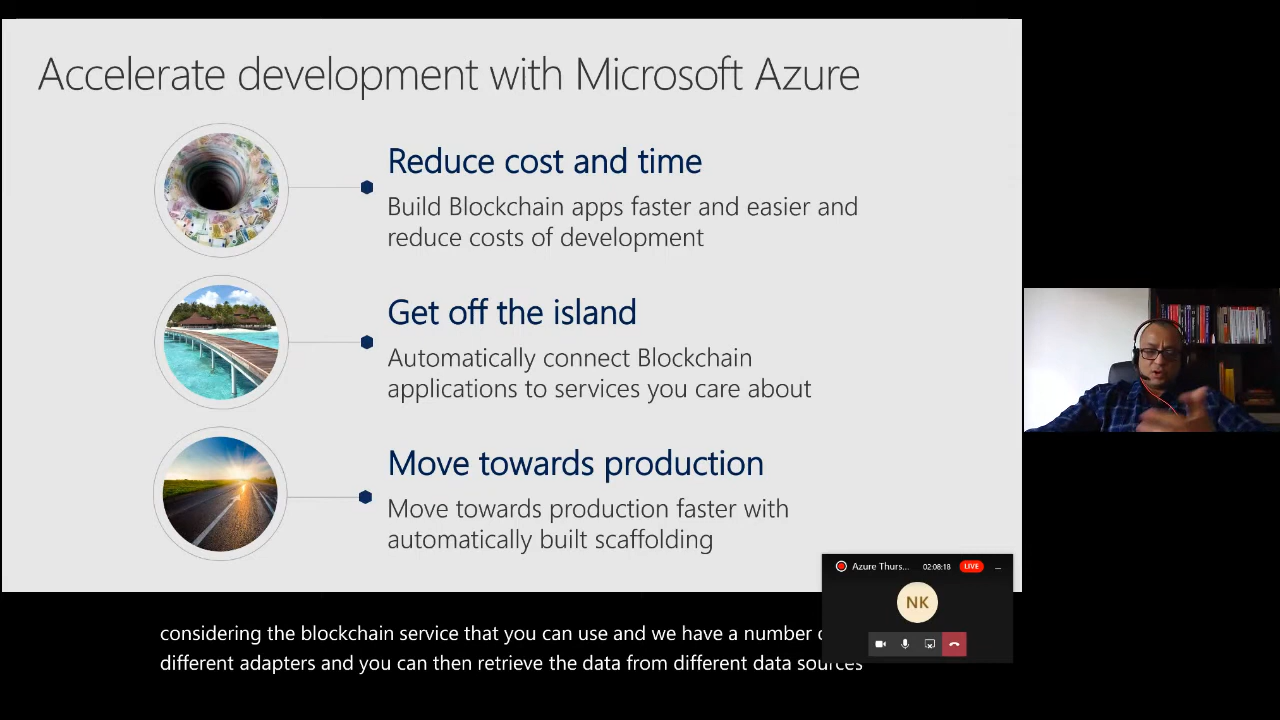 Accelerate development with Microsoft Azure
Reduce cost and time
Build Blockchain apps faster and easier and
reduce costs of development
Get off the island
Automatically connect Blockchain
applications to services you care about
Move towards production
Move towards production faster with
automatically built scaffolding
Azure Thurs... 02:08:18 LIVE
NK
considering the blockchain service that you can use and we have a number
different adapters and you can then retrieve the data from different data sources